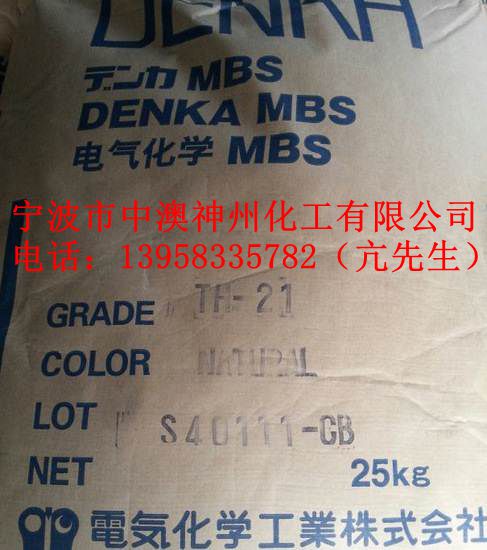 DENKA
デンカ MBS
DENKA MBS
电气化学 MBS
宁波市中澳神州化工有限公司
电话：13958335782（亢先生）
GRADE TH-21
COLOR NATURAL
LOT S40111-CB
NET 25kg
電気化学工業株式会社